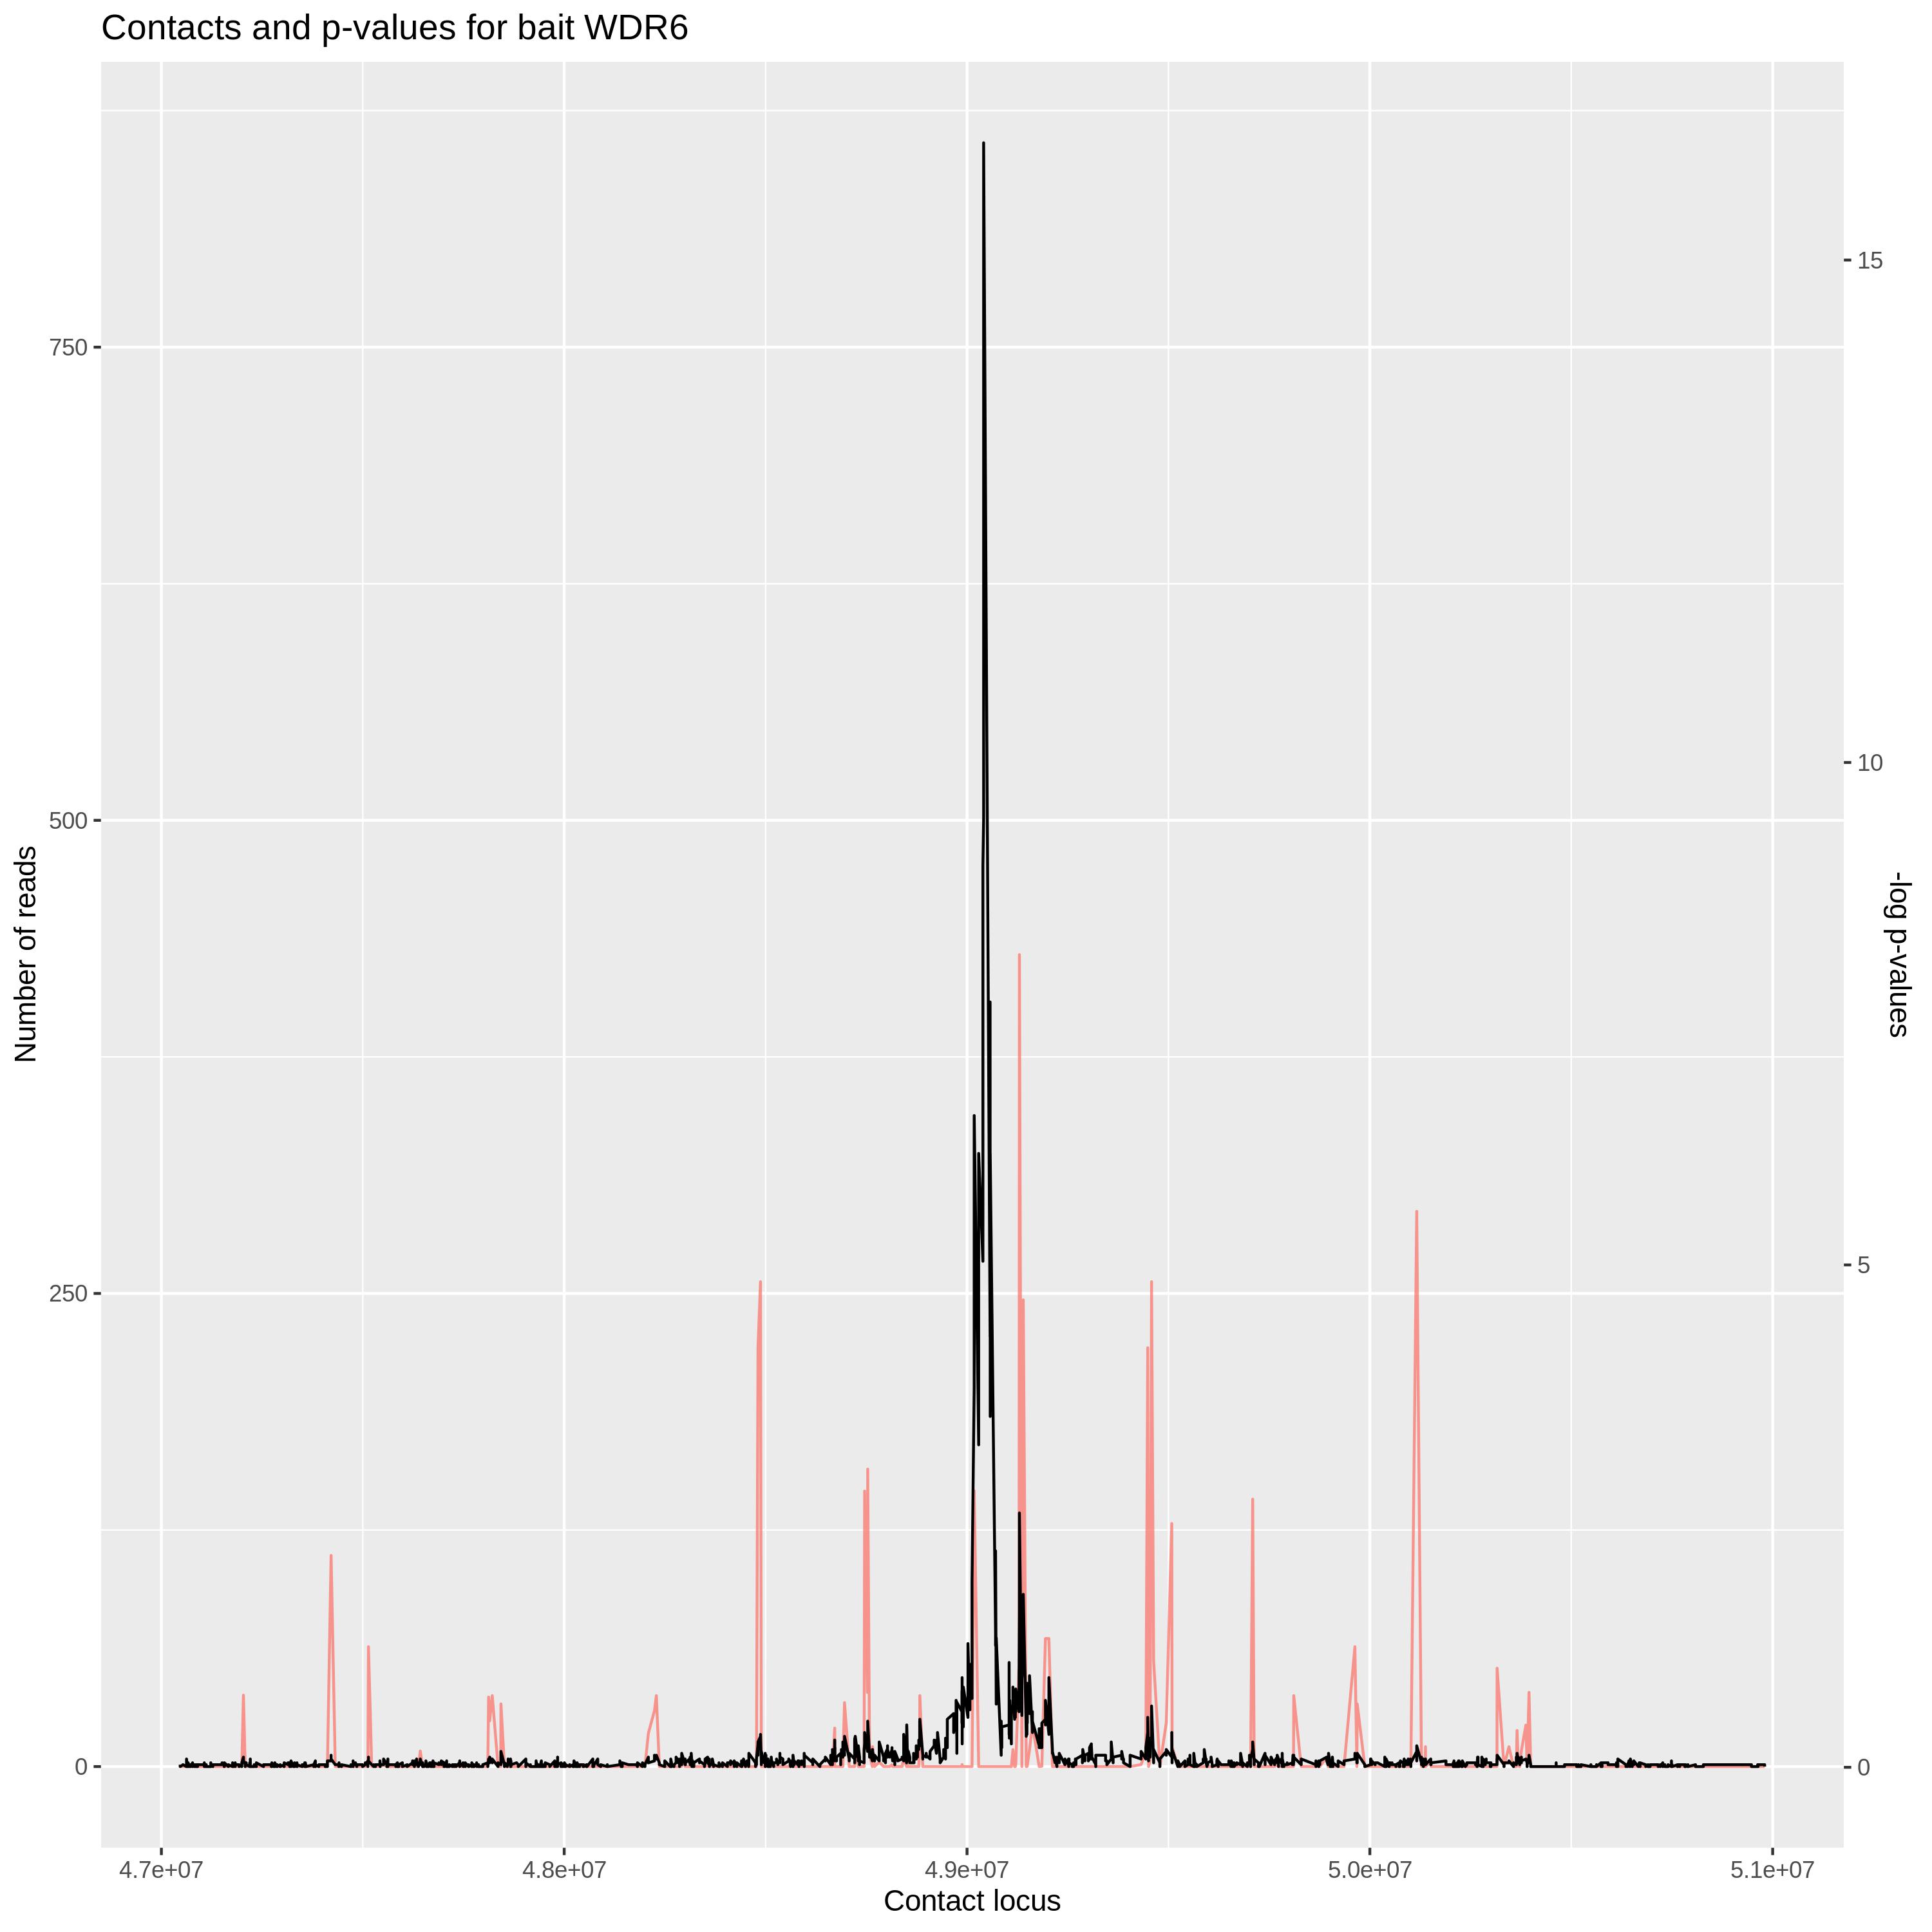 Contacts and p-values for bait WDR6
750
500
250
0
Number of reads
15
10
5
0
-log p-values
4.7e+07 4.8e+07 4.9e+07 5.0e+07 5.1e+07
Contact locus